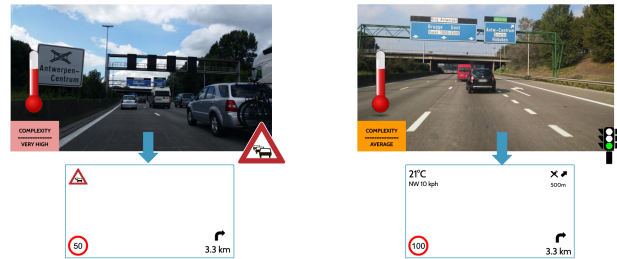 Antwerpen-
Centrum
COMPLEXITY
VERY HIGH
50
3.3 km
Brugge Gent
Antw-Centrum
COMPLEXITY
AVERAGE
21°C
NW 10 kph
500m
100
3.3 km